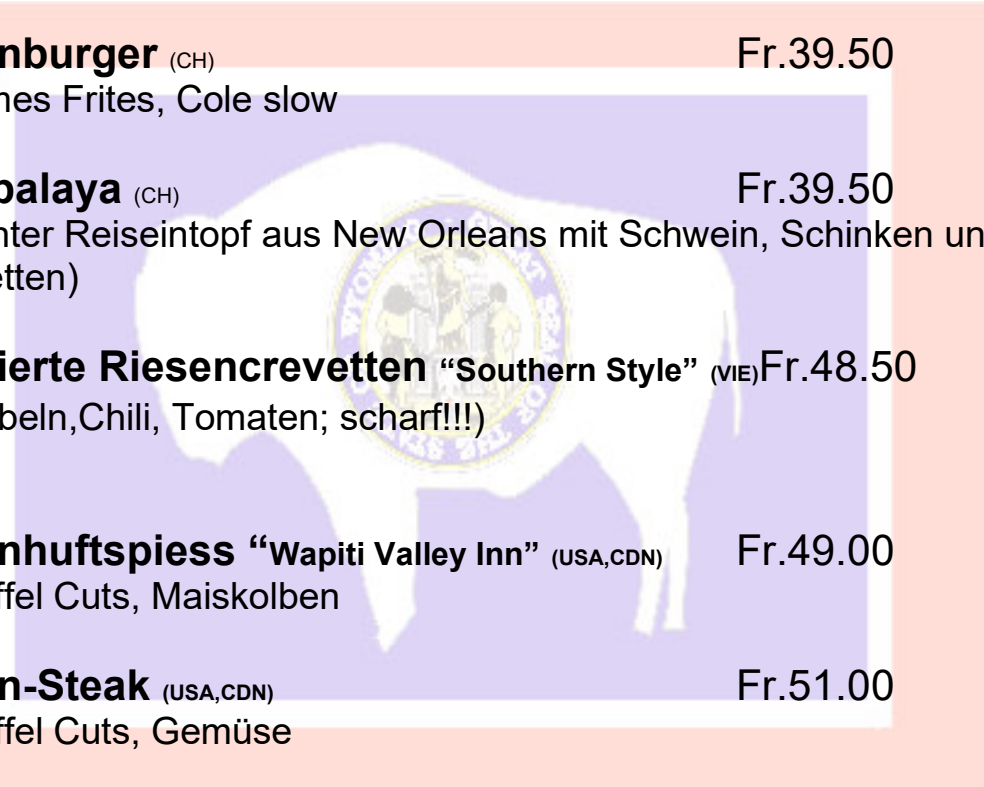 nburger (CH) Fr.39.50
nes Frites, Cole slow
palaya (CH) Fr.39.50
nter Reiseintopf aus New Orleans mit Schwein, Schinken un
etten)
ierte Riesencrevetten “Southern Style” (VIE)Fr.48.50
beln,Chili, Tomaten; scharf!!!)
nhuftspiess “Wapiti Valley Inn” (USA,CDN) Fr.49.00
ffel Cuts, Maiskolben
n-Steak (USA,CDN) Fr.51.00
ffel Cuts, Gemüse